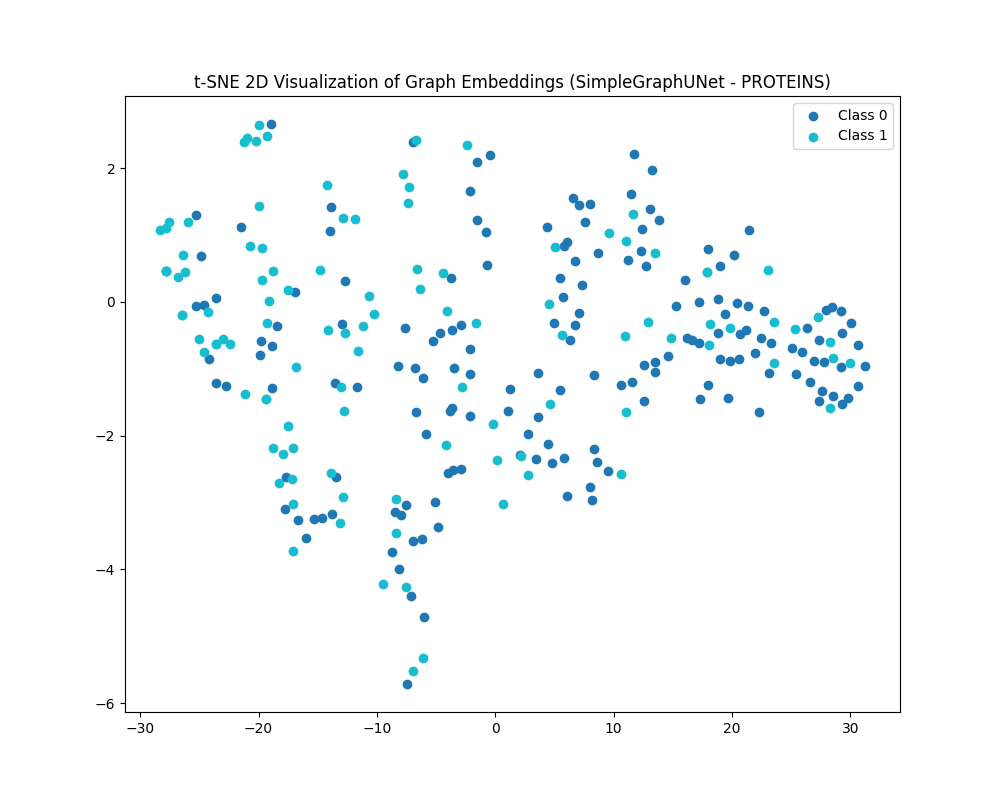 t-SNE 2D Visualization of Graph Embeddings (SimpleGraphUNet - PROTEINS)
Class 0
Class 1
2
0
−2
−4
−6
−30 −20 −10 0 10 20 30